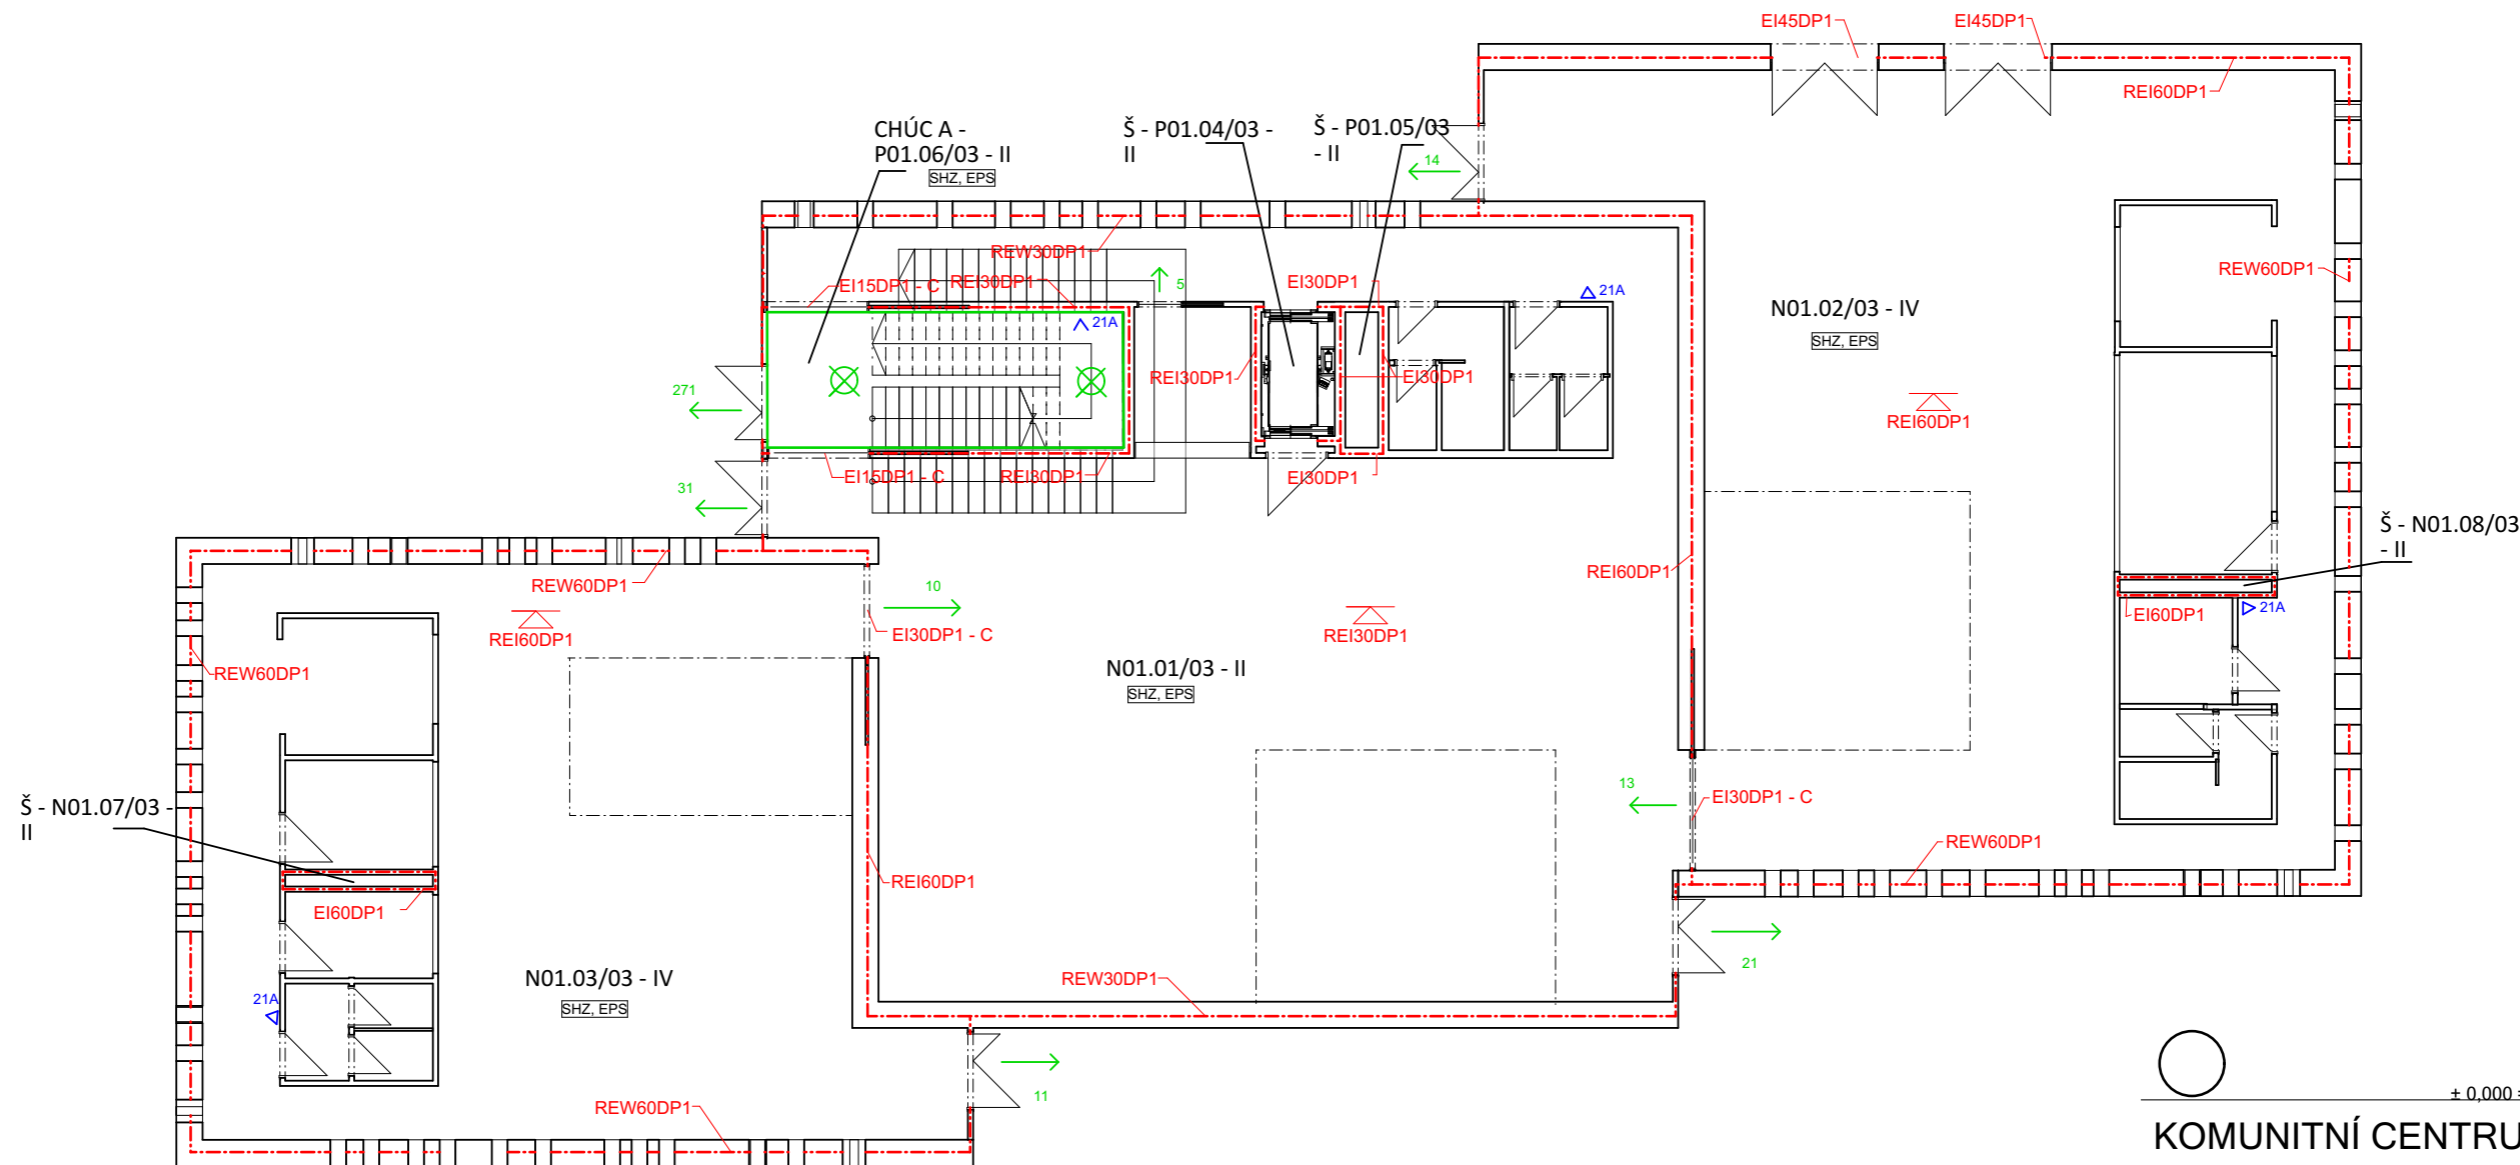 EI45DP1
EI45DP1
REI60DP1
CHÚC A -
P01.06/03 - II
SHZ, EPS
Š - P01.04/03 -
II
Š - P01.05/03
- II
14
REW30DP1
EI15DP1 - C
REI30DP1
5
EI30DP1
21A
21A
REW60DP1
N01.02/03 - IV
SHZ, EPS
271
REI30DP1
EI30DP1
REI60DP1
31
EI15DP1 - C
REI30DP1
EI30DP1
Š - N01.08/03
- II
REW60DP1
10
REI60DP1
REI60DP1
EI30DP1 - C
REI30DP1
21A
EI60DP1
REW60DP1
N01.01/03 - II
SHZ, EPS
13
EI30DP1 - C
Š - N01.07/03 -
II
REW60DP1
REI60DP1
EI60DP1
N01.03/03 - IV
SHZ, EPS
21A
REW30DP1
21
11
REW60DP1
± 0,000 =
KOMUNITNÍ CENTRU